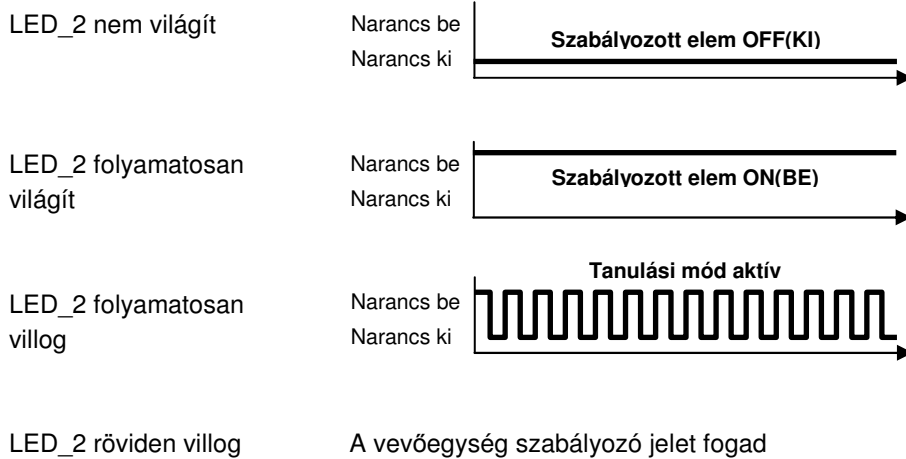 LED_2 nem világít
Narancs be
Szabályozott elem OFF(KI)
Narancs ki
LED_2 folyamatosan
világít
Narancs be
Szabályozott elem ON(BE)
Narancs ki
Tanulási mód aktív
LED_2 folyamatosan
villog
Narancs be
Narancs ki
LED_2 röviden villog
A vevőegység szabályozó jelet fogad